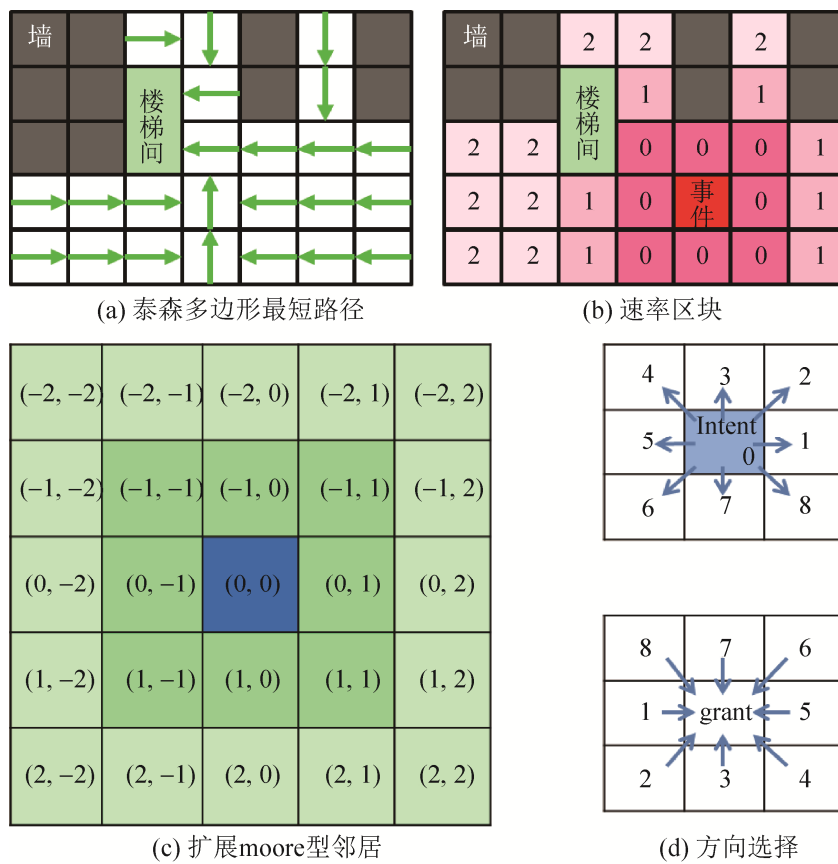 墙
楼梯间
(a) 泰森多边形最短路径
墙 2 2 2
楼梯间 1 1
2 2 0 0 0 1
2 2 1 0 事件 0 1
2 2 1 0 0 0 1
(b) 速率区块
(–2, –2) (–2, –1) (–2, 0) (–2, 1) (–2, 2)
(–1, –2) (–1, –1) (–1, 0) (–1, 1) (–1, 2)
(0, –2) (0, –1) (0, 0) (0, 1) (0, 2)
(1, –2) (1, –1) (1, 0) (1, 1) (1, 2)
(2, –2) (2, –1) (2, 0) (2, 1) (2, 2)
(c) 扩展moore型邻居
4 3 2
Intent
5 0 1
6 7 8
8 7 6
1 grant 5
2 3 4
(d) 方向选择